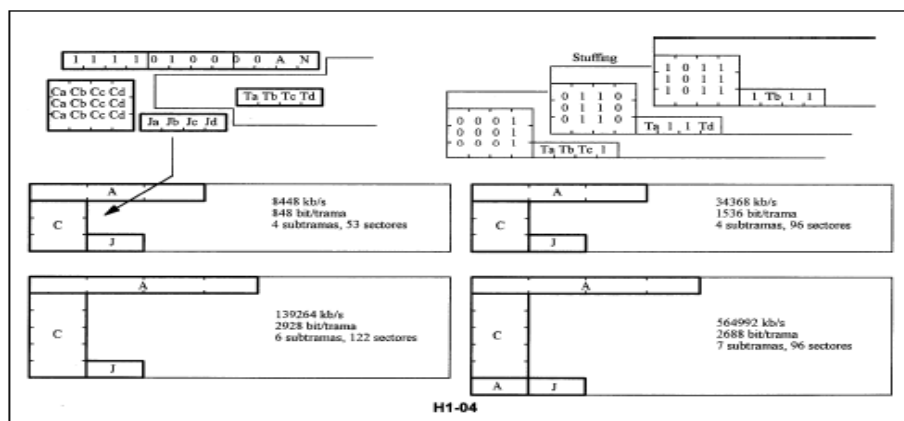 1 1 1 1 0 1 0 0 0 0 A N
Ca Cb Cc Cd
Ca Cb Cc Cd
Ca Cb Cc Cd
Ja Jb Jc Jd
Ta Tb Tc Td
Stuffing
0 0 0 1
0 0 0 1
0 0 0 1
Ta Tb Tc 1
0 1 1 0
0 1 1 0
0 1 1 0
Ta 1 1 Td
1 0 1 1
1 0 1 1
1 0 1 1
1 Tb 1 1
A
C
J
8448 kb/s
848 bit/trama
4 subtramas, 53 sectores
A
C
J
34368 kb/s
1536 bit/trama
4 subtramas, 96 sectores
A
C
J
139264 kb/s
2928 bit/trama
6 subtramas, 122 sectores
A
C
A
J
564992 kb/s
2688 bit/trama
7 subtramas, 96 sectores
H1-04